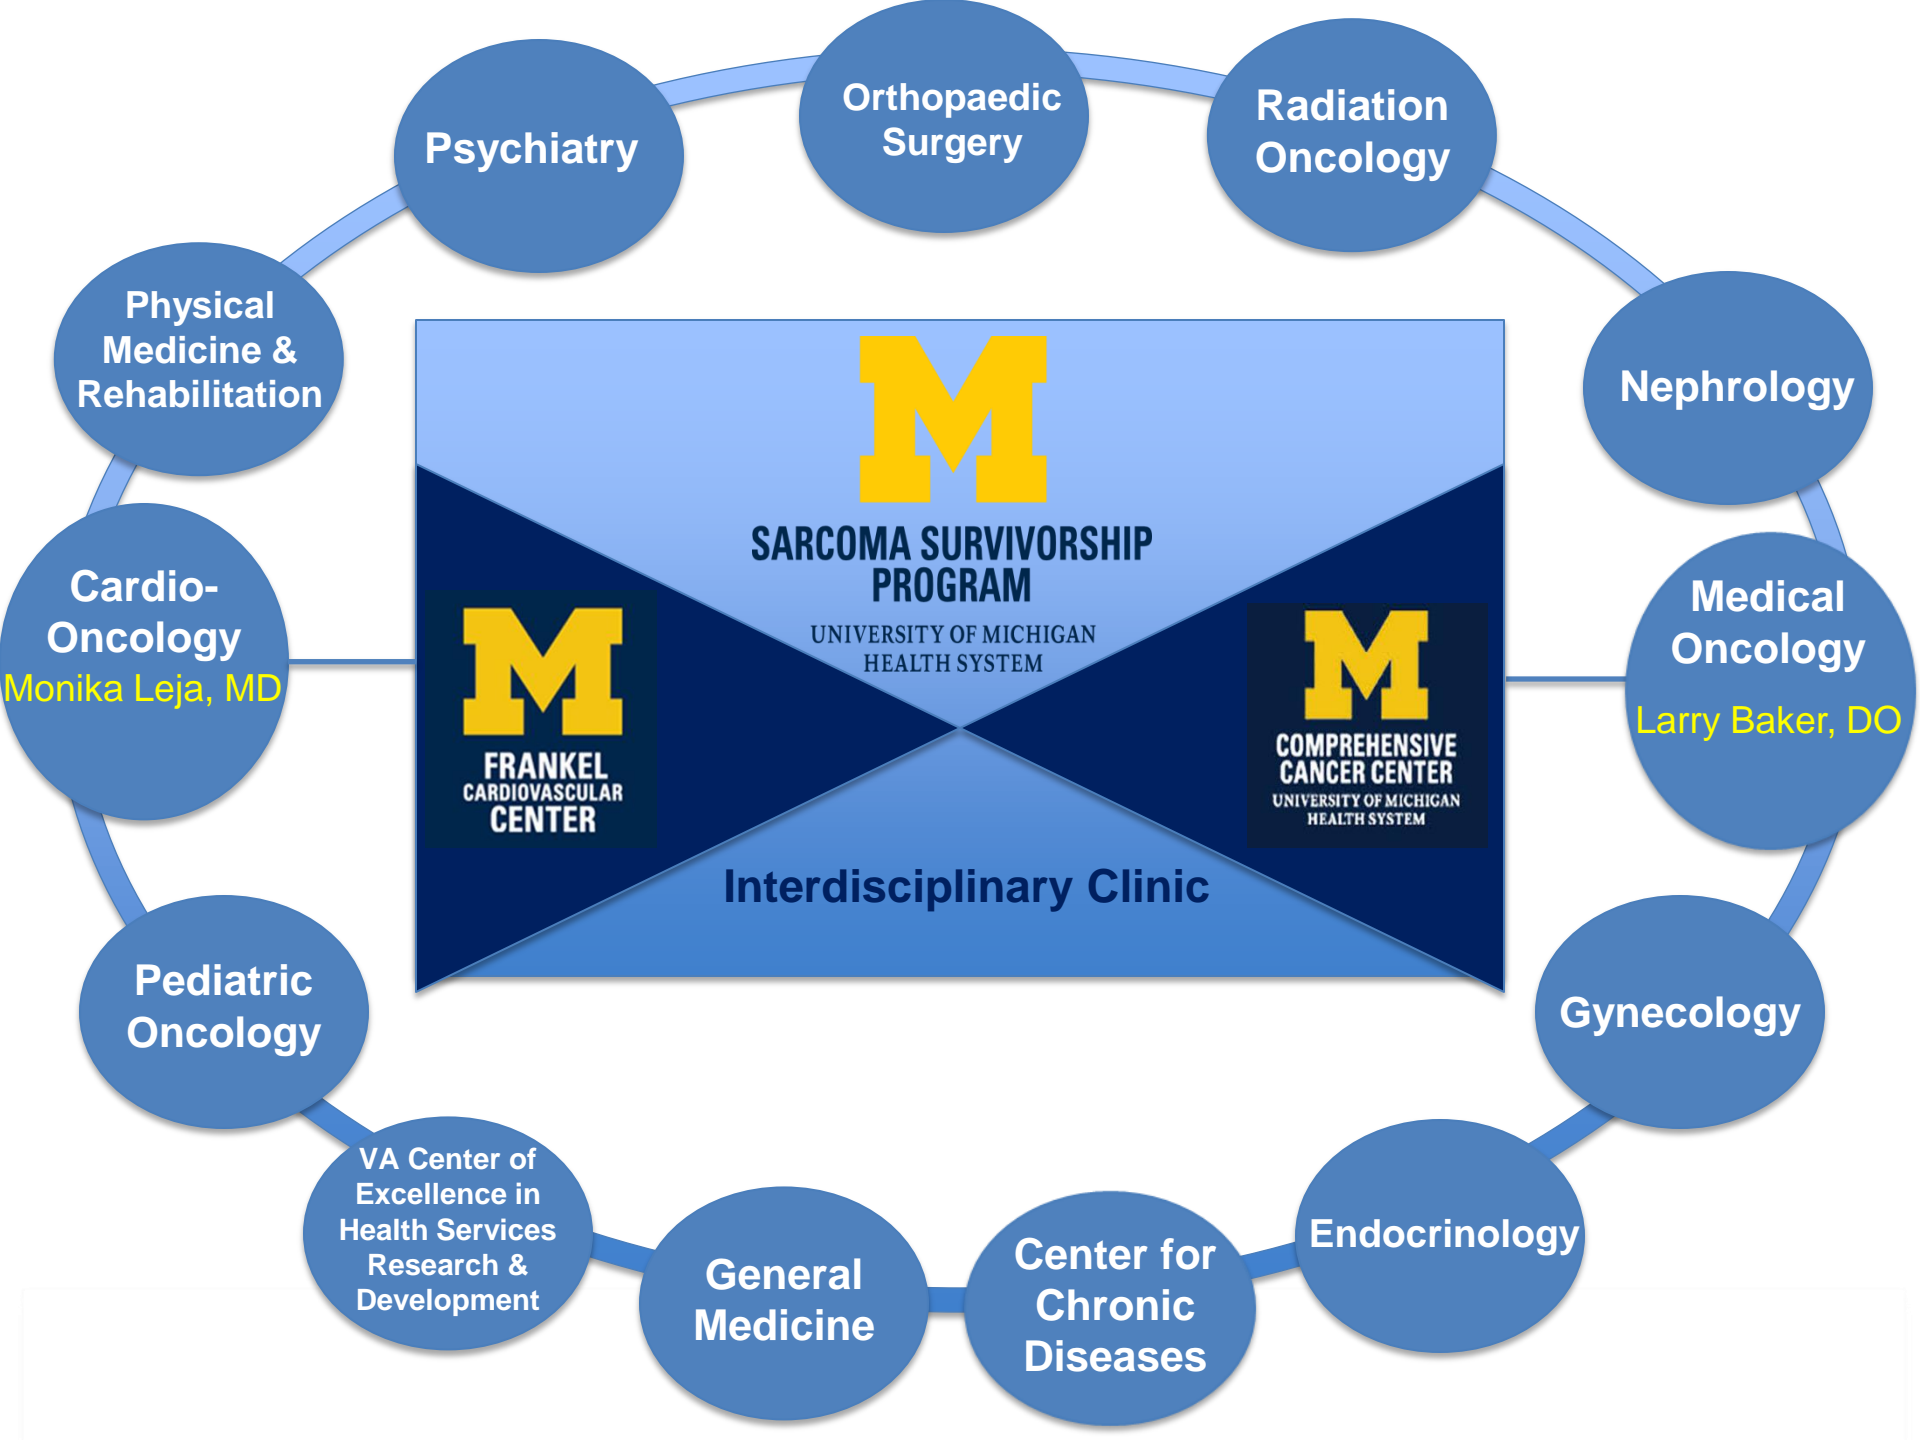 Orthopaedic
Surgery
Radiation
Oncology
Psychiatry
Physical
Medicine &
Rehabilitation
Nephrology
M
SARCOMA SURVIVORSHIP
PROGRAM
UNIVERSITY OF MICHIGAN
HEALTH SYSTEM
Cardio-
Oncology
Monika Leja, MD
M
FRANKEL
CARDIOVASCULAR
CENTER
M
COMPREHENSIVE
CANCER CENTER
UNIVERSITY OF MICHIGAN
HEALTH SYSTEM
Medical
Oncology
Larry Baker, DO
Interdisciplinary Clinic
Pediatric
Oncology
Gynecology
VA Center of
Excellence in
Health Services
Research &
Development
General
Medicine
Center for
Chronic
Diseases
Endocrinology